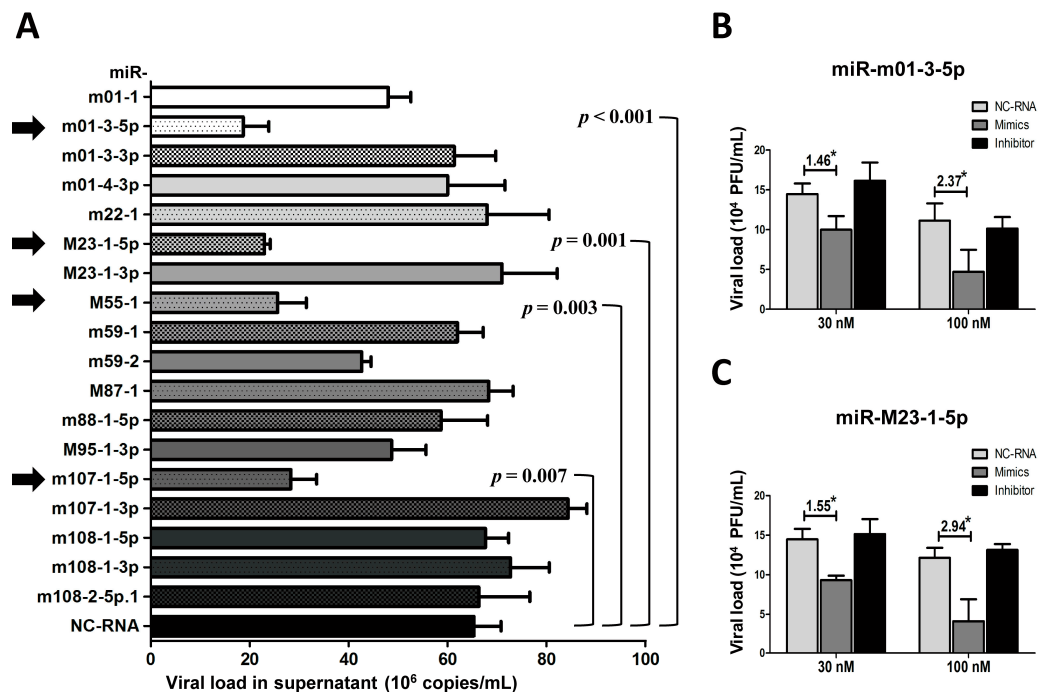 A
miR-
m01-1
m01-3-5p
m01-3-3p
m01-4-3p
m22-1
M23-1-5p
M23-1-3p
M55-1
m59-1
m59-2
M87-1
m88-1-5p
M95-1-3p
m107-1-5p
m107-1-3p
m108-1-5p
m108-1-3p
m108-2-5p.1
NC-RNA
p < 0.001
p = 0.001
p = 0.003
p = 0.007
0 20 40 60 80 100
Viral load in supernatant (10⁶ copies/mL)
B
miR-m01-3-5p
NC-RNA
Mimics
Inhibitor
Viral load (10⁴ PFU/mL)
20
15
10
5
0
1.46*
2.37*
30 nM 100 nM
C
miR-M23-1-5p
NC-RNA
Mimics
Inhibitor
Viral load (10⁴ PFU/mL)
20
15
10
5
0
1.55*
2.94*
30 nM 100 nM